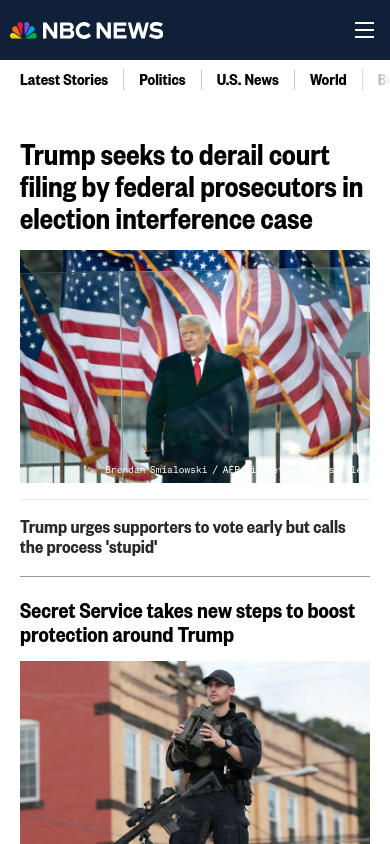 NBC NEWS
Latest Stories
Politics
U.S. News
World
Trump seeks to derail court
filing by federal prosecutors in
election interference case
Brendan Smialowski / AFP
Trump urges supporters to vote early but calls
the process 'stupid'
Secret Service takes new steps to boost
protection around Trump